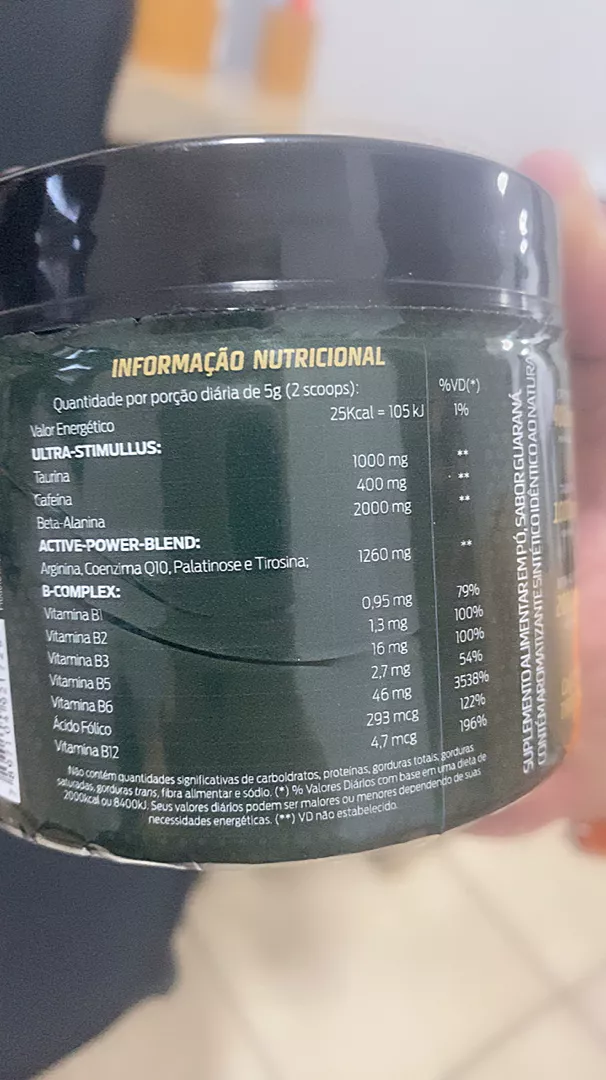 INFORMAÇÃO NUTRICIONAL
Quantidade por porção diária de 5g (2 scoops): %VD(*)
Valor Energético 25Kcal = 105 kJ 1%
ULTRA-STIMULLUS:
Taurina 1000 mg **
Cafeína 400 mg **
Beta-Alanina 2000 mg **
ACTIVE-POWER-BLEND:
Arginina, Coenzima Q10, Palatinose e Tirosina; 1260 mg **
B-COMPLEX:
Vitamina B1 0,95 mg 79%
Vitamina B2 1,3 mg 100%
Vitamina B3 16 mg 100%
Vitamina B5 2,7 mg 54%
Vitamina B6 46 mg 3538%
Ácido Fólico 293 mcg 122%
Vitamina B12 4,7 mcg 196%
Não contém quantidades significativas de carboidratos, proteínas, gorduras totais, gorduras
saturadas, gorduras trans, fibra alimentar e sódio. (*) % Valores Diários com base em uma dieta de
2000kcal ou 8400kJ. Seus valores diários podem ser maiores ou menores dependendo de suas
necessidades energéticas. (**) VD não estabelecido.
SUPLEMENTO ALIMENTAR EM PÓ, SABOR GUARANÁ
CONTÉM AROMATIZANTE SINTÉTICO IDÊNTICO AO NATURAL